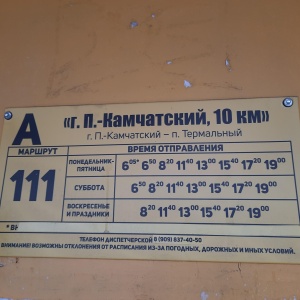 А «г. П.-Камчатский, 10 км»
г. П.-Камчатский – п. Термальный
МАРШРУТ
111
ВРЕМЯ ОТПРАВЛЕНИЯ
ПОНЕДЕЛЬНИК-ПЯТНИЦА 6⁰⁵* 6⁵⁰ 8²⁰ 11⁴⁰ 13⁰⁰ 15⁴⁰ 17²⁰ 19⁰⁰
СУББОТА 6⁵⁰ 8²⁰ 11⁴⁰ 13⁰⁰ 15⁴⁰ 17²⁰ 19⁰⁰
ВОСКРЕСЕНЬЕ И ПРАЗДНИКИ 8²⁰ 11⁴⁰ 13⁰⁰ 15⁴⁰ 17²⁰ 19⁰⁰
ТЕЛЕФОН ДИСПЕТЧЕРСКОЙ 8 (909) 837-40-50
ВНИМАНИЕ! ВОЗМОЖНЫ ОТКЛОНЕНИЯ ОТ РАСПИСАНИЯ ИЗ-ЗА ПОГОДНЫХ, ДОРОЖНЫХ И ИНЫХ УСЛОВИЙ.